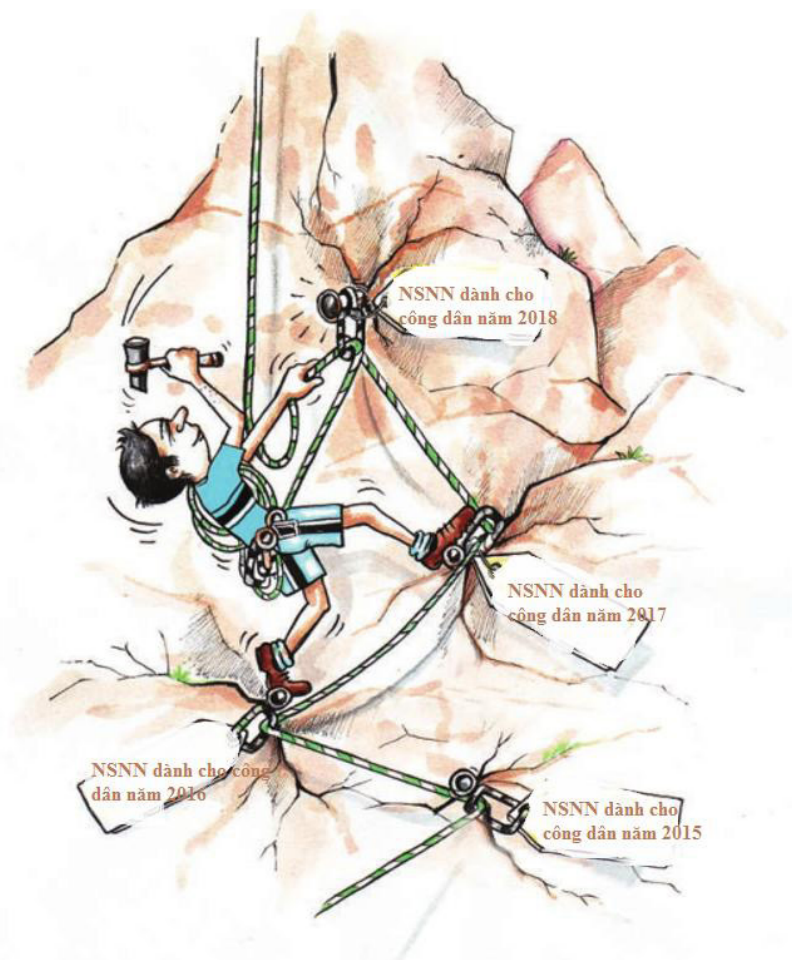 NSNN dành cho
công dân năm 2018
NSNN dành cho
công dân năm 2017
NSNN dành cho công
dân năm 2016
NSNN dành cho
công dân năm 2015